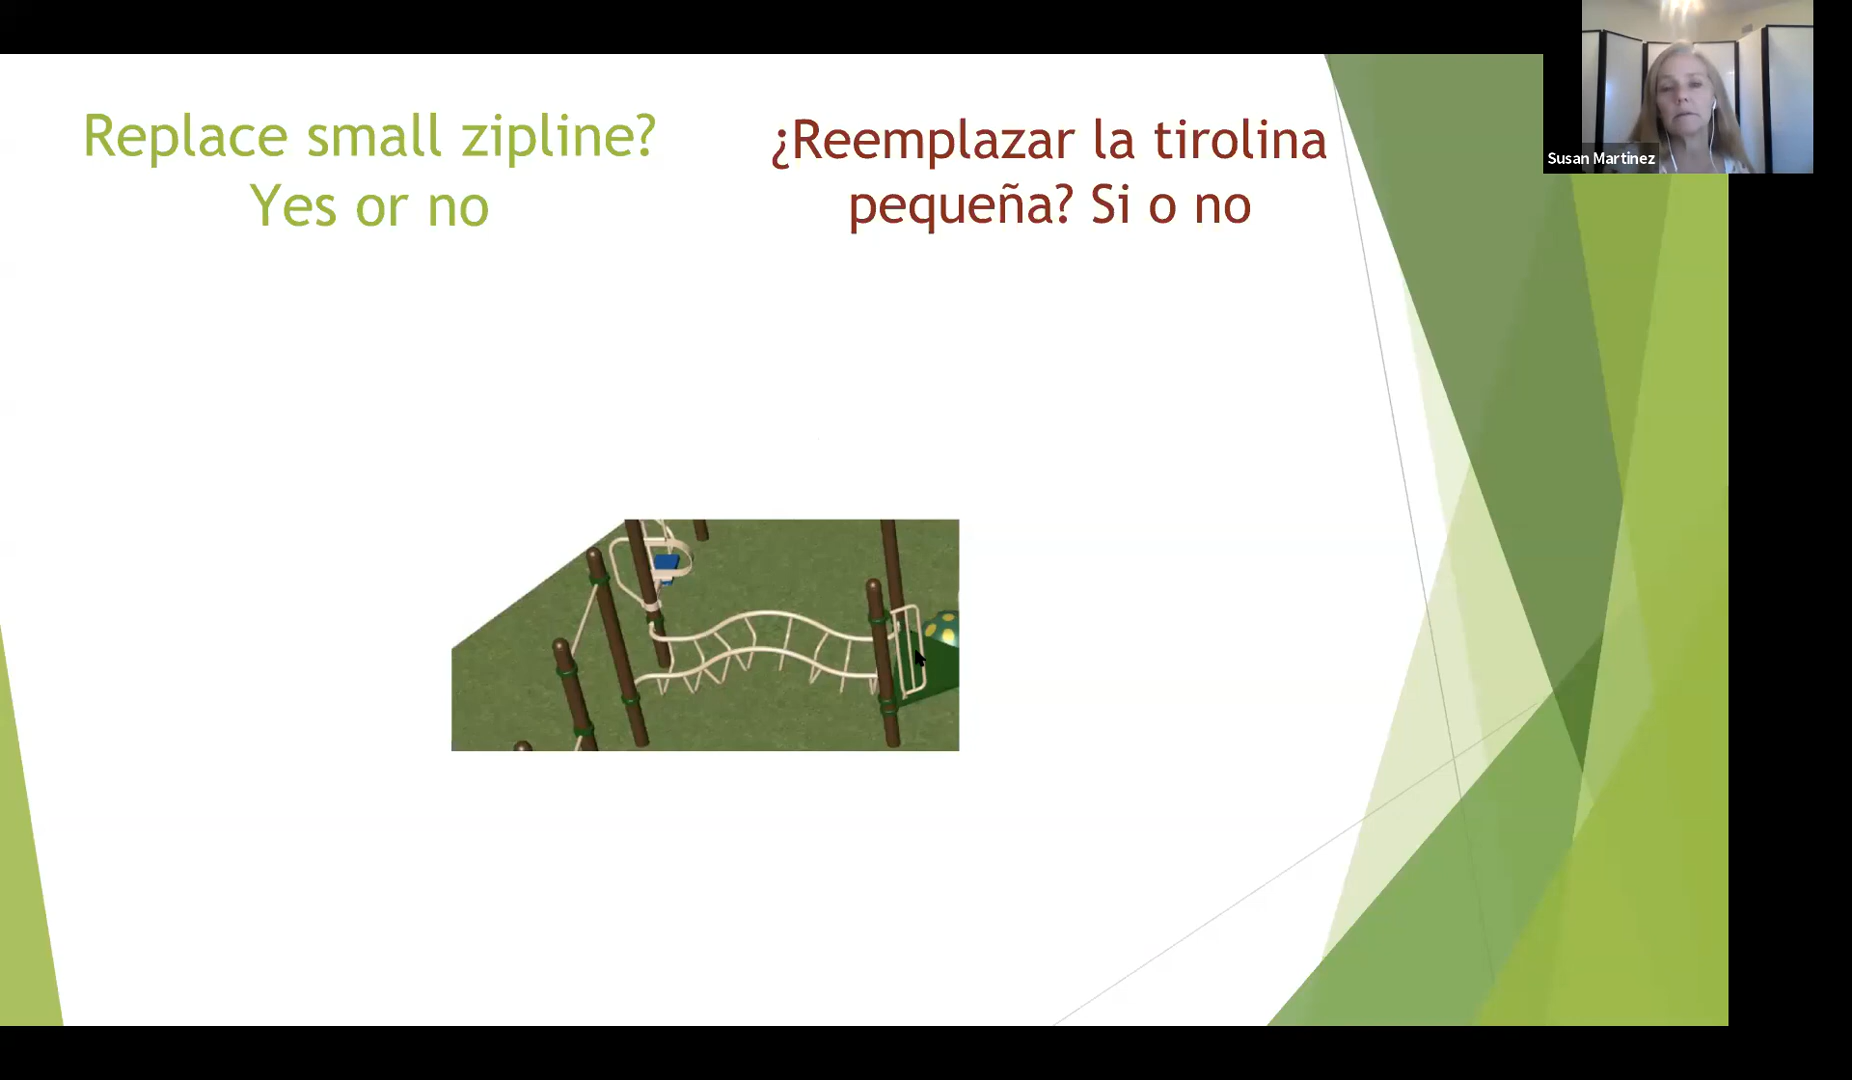 Replace small zipline?
Yes or no
¿Reemplazar la tirolina
pequeña? Si o no
Susan Martinez